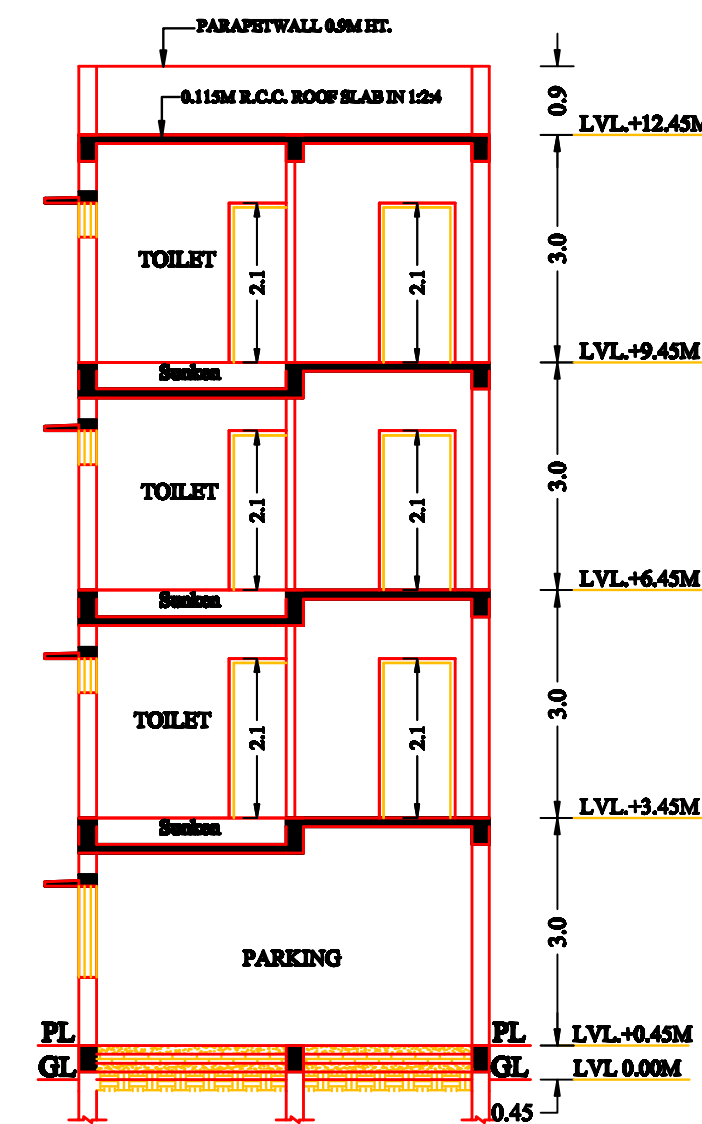 PARAPETWALL 0.9M HT.
0.9
0.115M R.C.C. ROOF SLAB IN 1:2:4
LVL.+12.45M
3.0
TOILET
2.1
2.1
LVL.+9.45M
Sunken
3.0
TOILET
2.1
2.1
LVL.+6.45M
Sunken
3.0
TOILET
2.1
2.1
LVL.+3.45M
Sunken
3.0
PARKING
PL
PL
LVL.+0.45M
GL
GL
LVL 0.00M
0.45